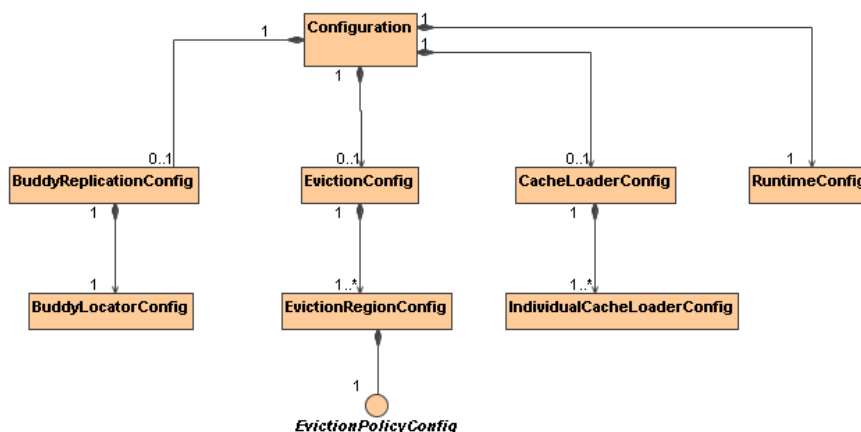 Configuration
1
1
1
1
0..1
0..1
0..1
1
BuddyReplicationConfig
EvictionConfig
CacheLoaderConfig
RuntimeConfig
1
1
1
1
1..*
1..*
BuddyLocatorConfig
EvictionRegionConfig
IndividualCacheLoaderConfig
1
EvictionPolicyConfig